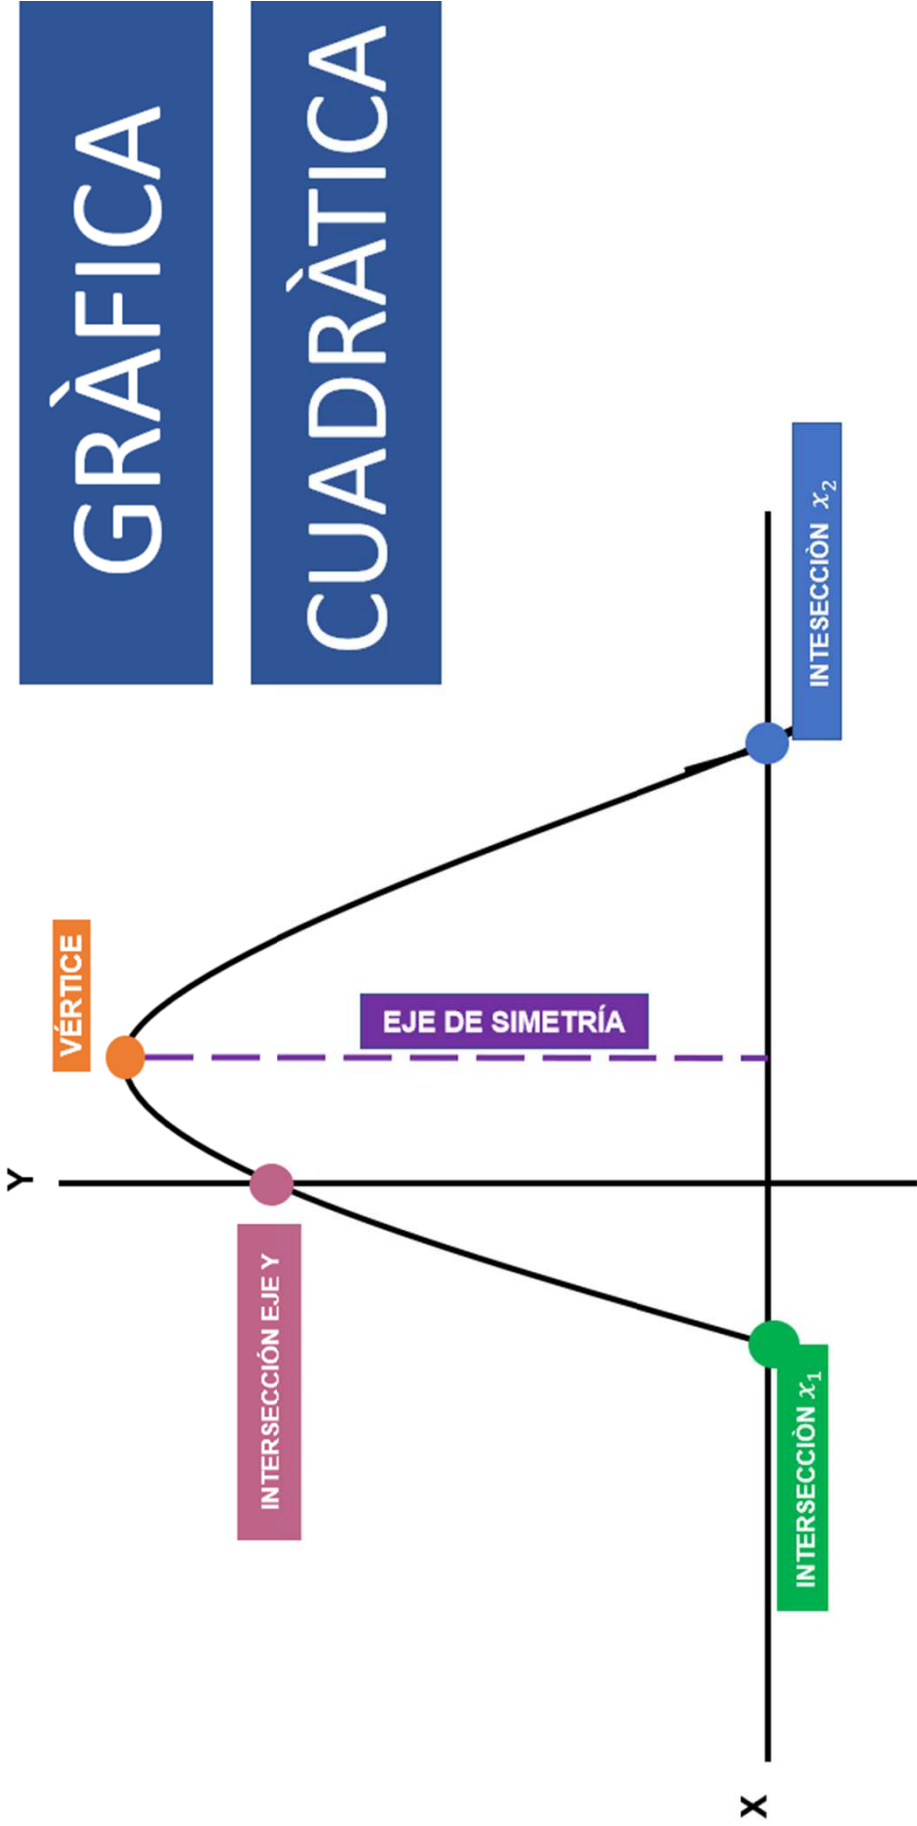 GRÀFICA
CUADRÀTICA
Y
VÉRTICE
INTERSECCIÓN EJE Y
EJE DE SIMETRÍA
X
INTERSECCIÒN x₁
INTESECCIÒN x₂